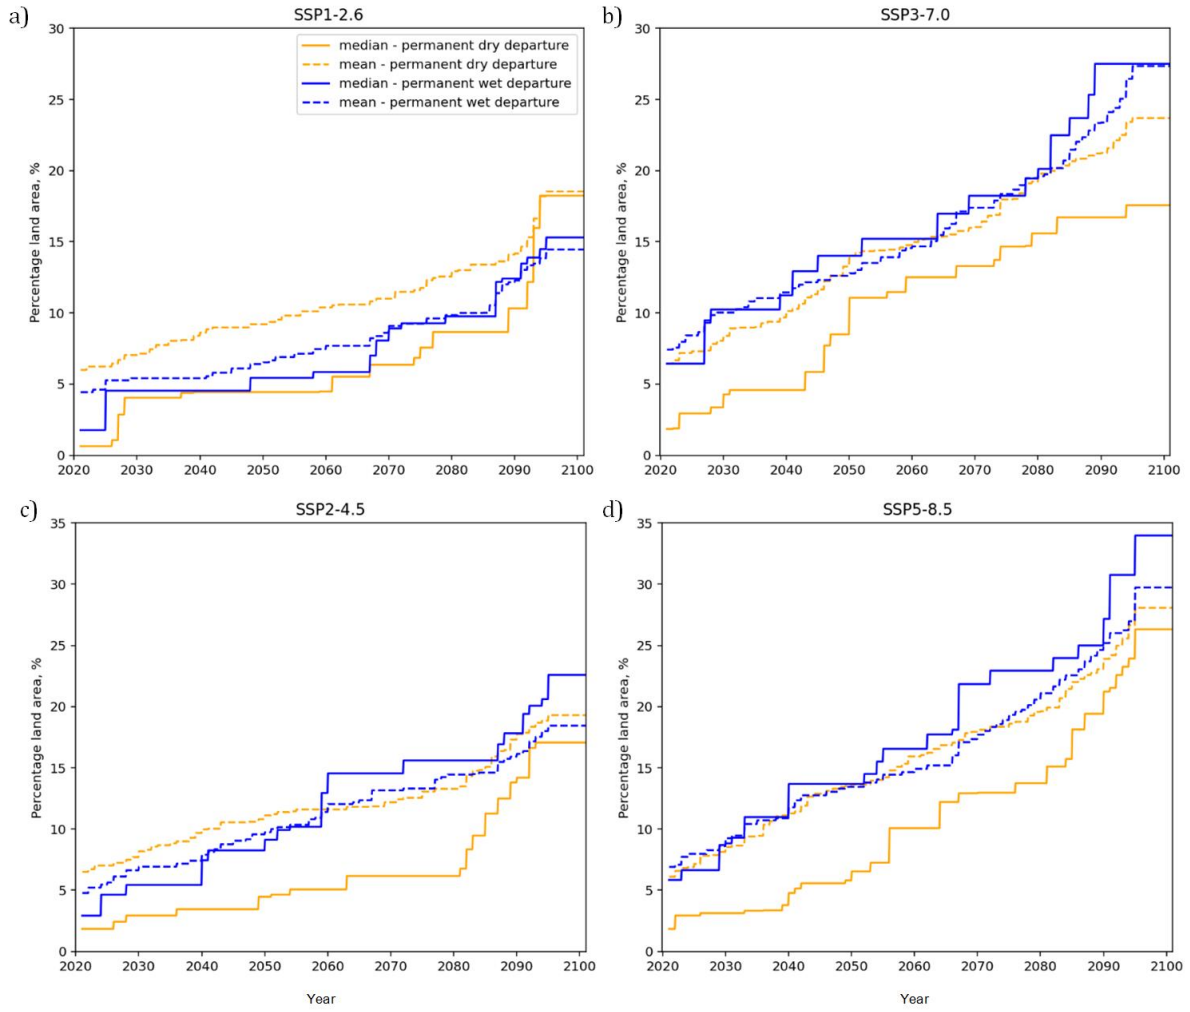 a)
SSP1-2.6
30
25
20
15
10
5
0
Percentage land area, %
median - permanent dry departure
mean - permanent dry departure
median - permanent wet departure
mean - permanent wet departure
2020 2030 2040 2050 2060 2070 2080 2090 2100
b)
SSP3-7.0
30
25
20
15
10
5
0
Percentage land area, %
2020 2030 2040 2050 2060 2070 2080 2090 2100
c)
SSP2-4.5
35
30
25
20
15
10
5
0
Percentage land area, %
2020 2030 2040 2050 2060 2070 2080 2090 2100
Year
d)
SSP5-8.5
35
30
25
20
15
10
5
0
Percentage land area, %
2020 2030 2040 2050 2060 2070 2080 2090 2100
Year